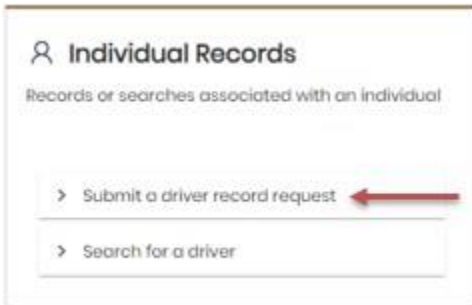 Individual Records
Records or searches associated with an individual
> Submit a driver record request
> Search for a driver